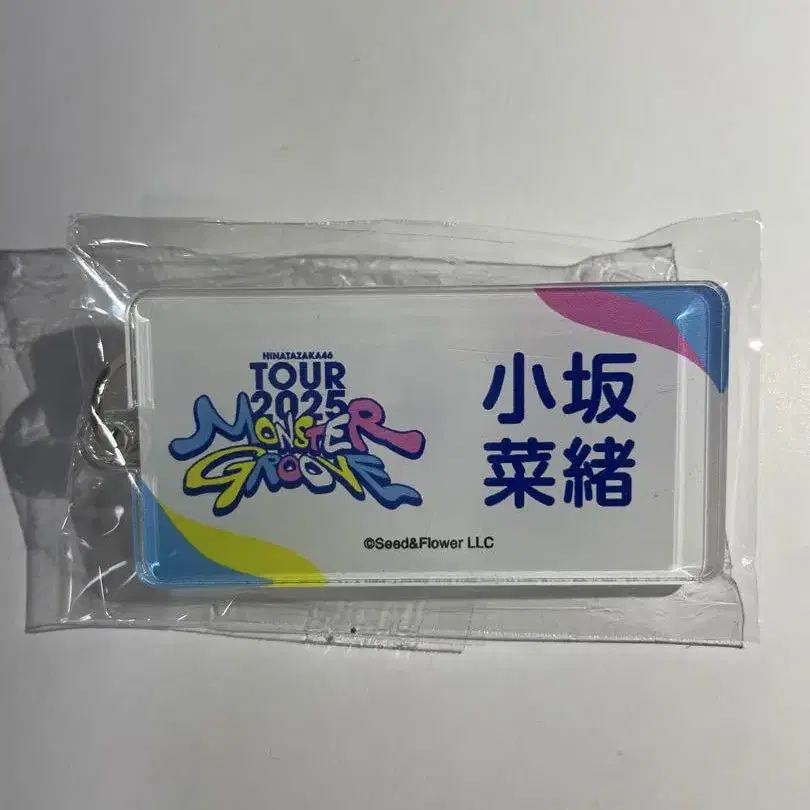 HINATAZAKA46
TOUR
2025
MONSTER
GROOVE
小坂
菜緒
©Seed&Flower LLC